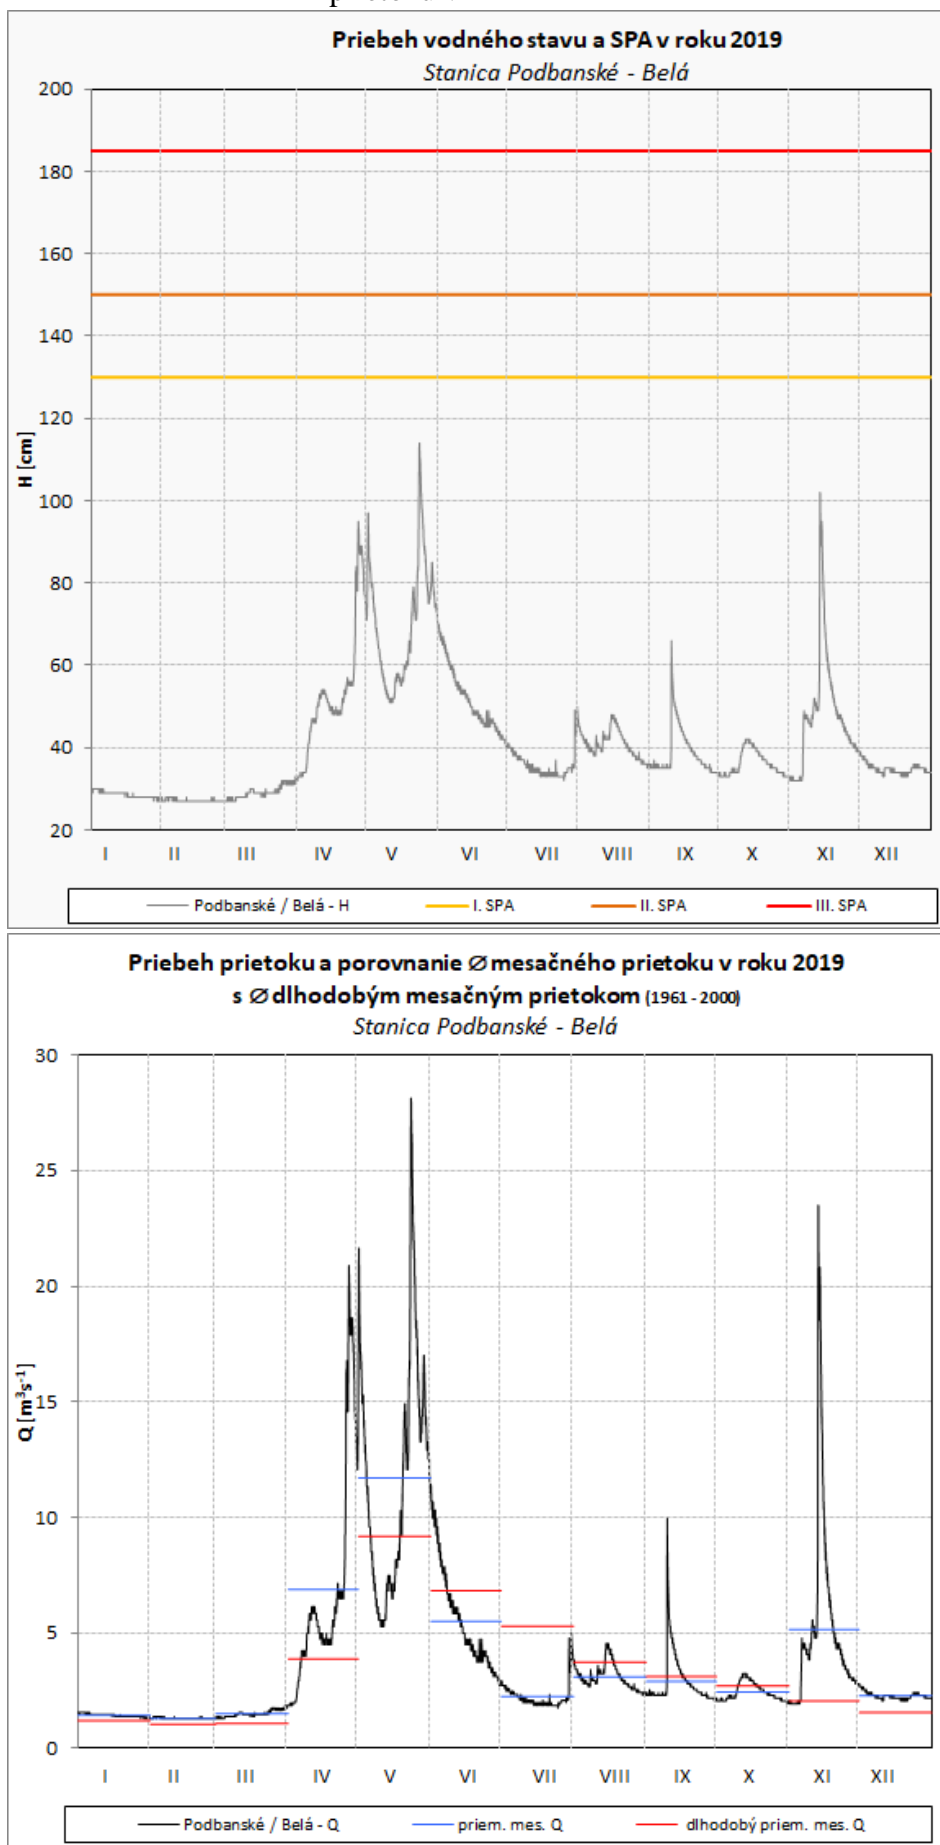 Priebeh vodného stavu a SPA v roku 2019
Stanica Podbanské - Belá
200
180
160
140
120
100
80
60
40
20
H [cm]
I II III IV V VI VII VIII IX X XI XII
Podbanské / Belá - H I. SPA II. SPA III. SPA
Priebeh prietoku a porovnanie Ø mesačného prietoku v roku 2019
s Ø dlhodobým mesačným prietokom (1961 - 2000)
Stanica Podbanské - Belá
30
25
20
15
10
5
0
Q [m³s⁻¹]
I II III IV V VI VII VIII IX X XI XII
Podbanské / Belá - Q priem. mes. Q dlhodobý priem. mes. Q